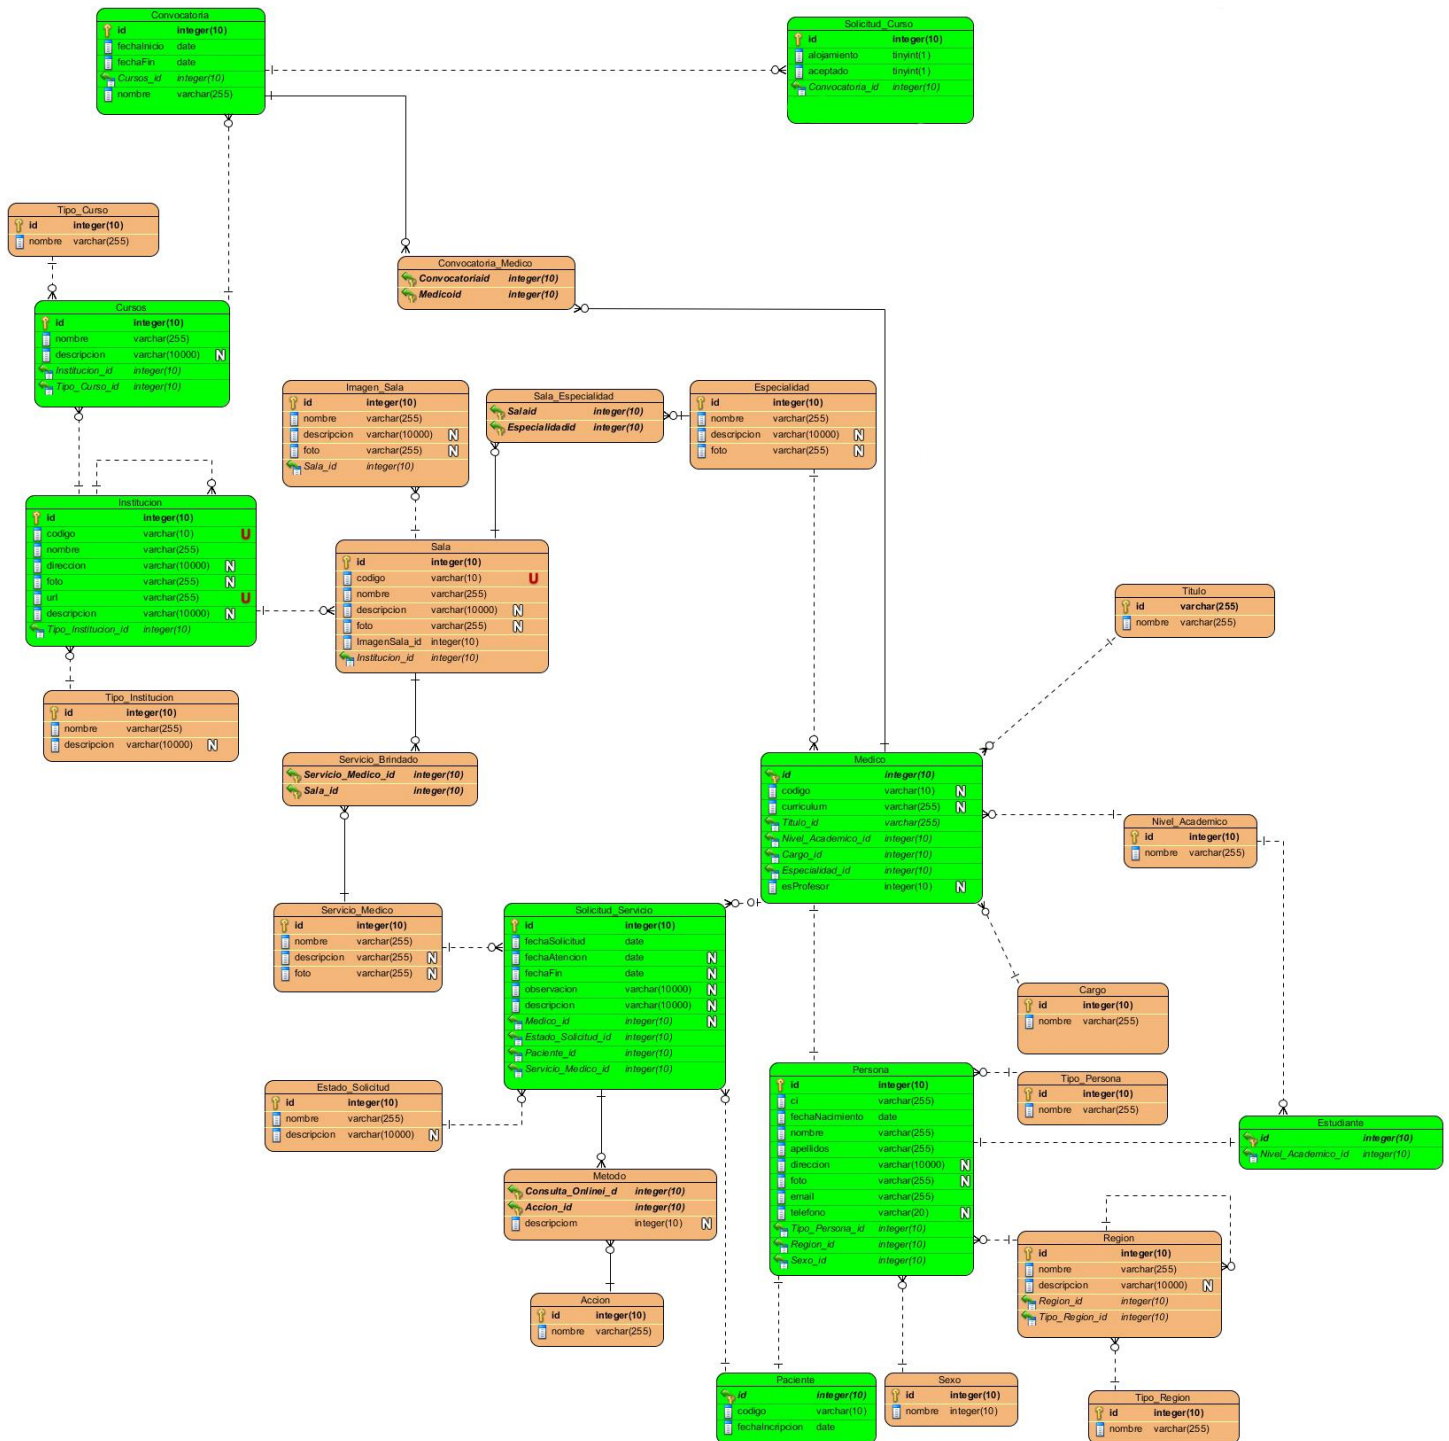 Convocatoria
id integer(10)
fechaInicio date
fechaFin date
Cursos_id integer(10)
nombre varchar(255)
Solicitud_Curso
id integer(10)
alojamiento tinyint(1)
aceptado tinyint(1)
Convocatoria_id integer(10)
Tipo_Curso
id integer(10)
nombre varchar(255)
Convocatoria_Medico
Convocatoriaid integer(10)
Medicoid integer(10)
Cursos
id integer(10)
nombre varchar(255)
descripcion varchar(10000) N
Institucion_id integer(10)
Tipo_Curso_id integer(10)
Imagen_Sala
id integer(10)
nombre varchar(255)
descripcion varchar(10000) N
foto varchar(255) N
Sala_id integer(10)
Sala_Especialidad
Salaid integer(10)
Especialidadid integer(10)
Especialidad
id integer(10)
nombre varchar(255)
descripcion varchar(10000) N
foto varchar(255) N
Institucion
id integer(10)
codigo varchar(10) U
nombre varchar(255)
direccion varchar(10000) N
foto varchar(255) N
url varchar(255) U
descripcion varchar(10000) N
Tipo_Institucion_id integer(10)
Sala
id integer(10)
codigo varchar(10) U
nombre varchar(255)
descripcion varchar(10000) N
foto varchar(255) N
ImagenSala_id integer(10)
Institucion_id integer(10)
Titulo
id varchar(255)
nombre varchar(255)
Tipo_Institucion
id integer(10)
nombre varchar(255)
descripcion varchar(10000) N
Servicio_Brindado
Servicio_Medico_id integer(10)
Sala_id integer(10)
Medico
id integer(10)
codigo varchar(10) N
curriculum varchar(255) N
Titulo_id varchar(255)
Nivel_Academico_id integer(10)
Cargo_id integer(10)
Especialidad_id integer(10)
esProfesor integer(10) N
Nivel_Academico
id integer(10)
nombre varchar(255)
Servicio_Medico
id integer(10)
nombre varchar(255)
descripcion varchar(255) N
foto varchar(255) N
Solicitud_Servicio
id integer(10)
fechaSolicitud date
fechaAtencion date N
fechaFin date N
observacion varchar(10000) N
descripcion varchar(10000) N
Medico_id integer(10) N
Estado_Solicitud_id integer(10)
Paciente_id integer(10)
Servicio_Medico_id integer(10)
Cargo
id integer(10)
nombre varchar(255)
Persona
id integer(10)
ci varchar(255)
fechaNacimiento date
nombre varchar(255)
apellidos varchar(255)
direccion varchar(10000) N
foto varchar(255) N
email varchar(255)
telefono varchar(20) N
Tipo_Persona_id integer(10)
Region_id integer(10)
Sexo_id integer(10)
Tipo_Persona
id integer(10)
nombre varchar(255)
Estado_Solicitud
id integer(10)
nombre varchar(255)
descripcion varchar(10000) N
Estudiante
id integer(10)
Nivel_Academico_id integer(10)
Metodo
Consulta_Onlinei_d integer(10)
Accion_id integer(10)
descripciom integer(10) N
Region
id integer(10)
nombre varchar(255)
descripcion varchar(10000) N
Region_id integer(10)
Tipo_Region_id integer(10)
Accion
id integer(10)
nombre varchar(255)
Paciente
id integer(10)
codigo varchar(10)
fechaIncripcion date
Sexo
id integer(10)
nombre integer(10)
Tipo_Region
id integer(10)
nombre varchar(255)